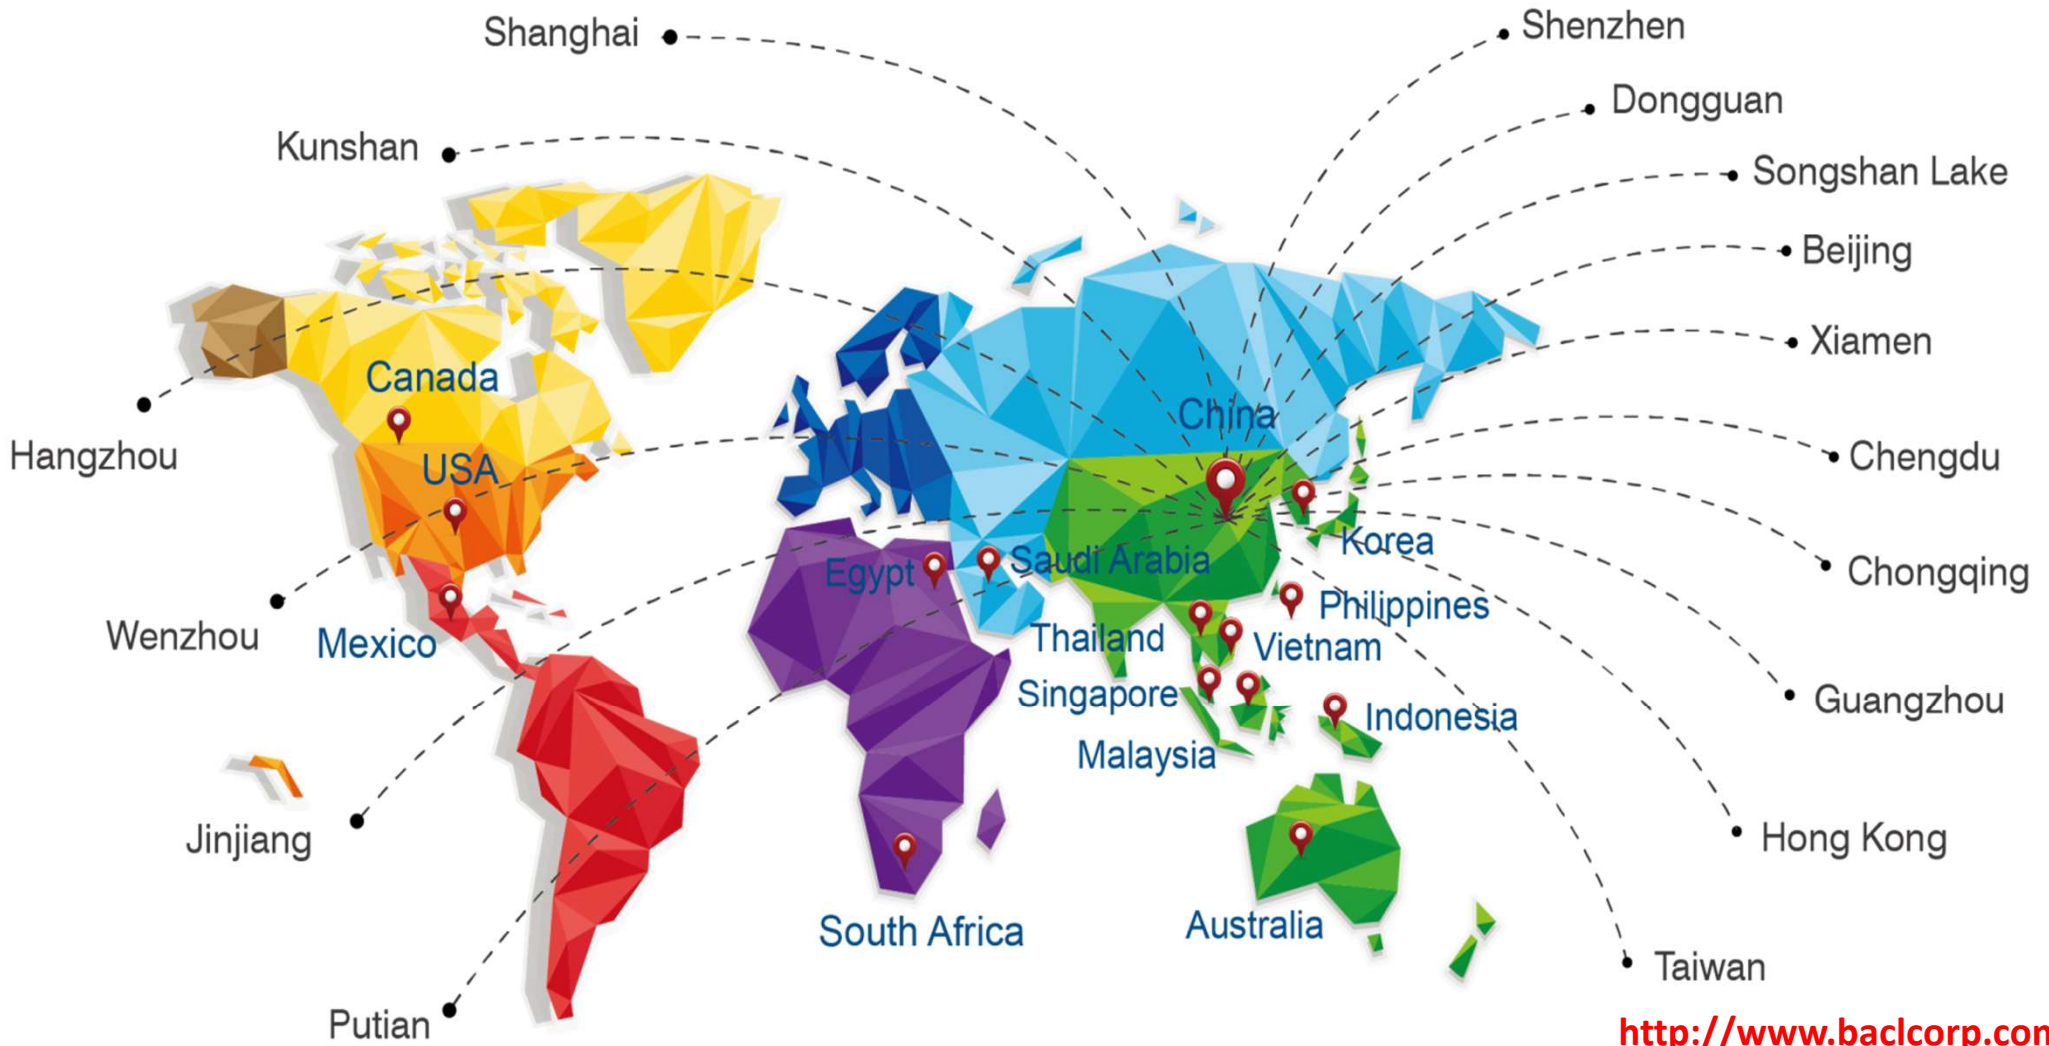 Shanghai
Shenzhen
Dongguan
Kunshan
Songshan Lake
Beijing
Xiamen
Canada
China
Hangzhou
USA
Chengdu
Korea
Egypt
Saudi Arabia
Chongqing
Philippines
Wenzhou
Mexico
Thailand
Vietnam
Singapore
Guangzhou
Indonesia
Malaysia
Jinjiang
Hong Kong
South Africa
Australia
Taiwan
Putian
http://www.baclcorp.com